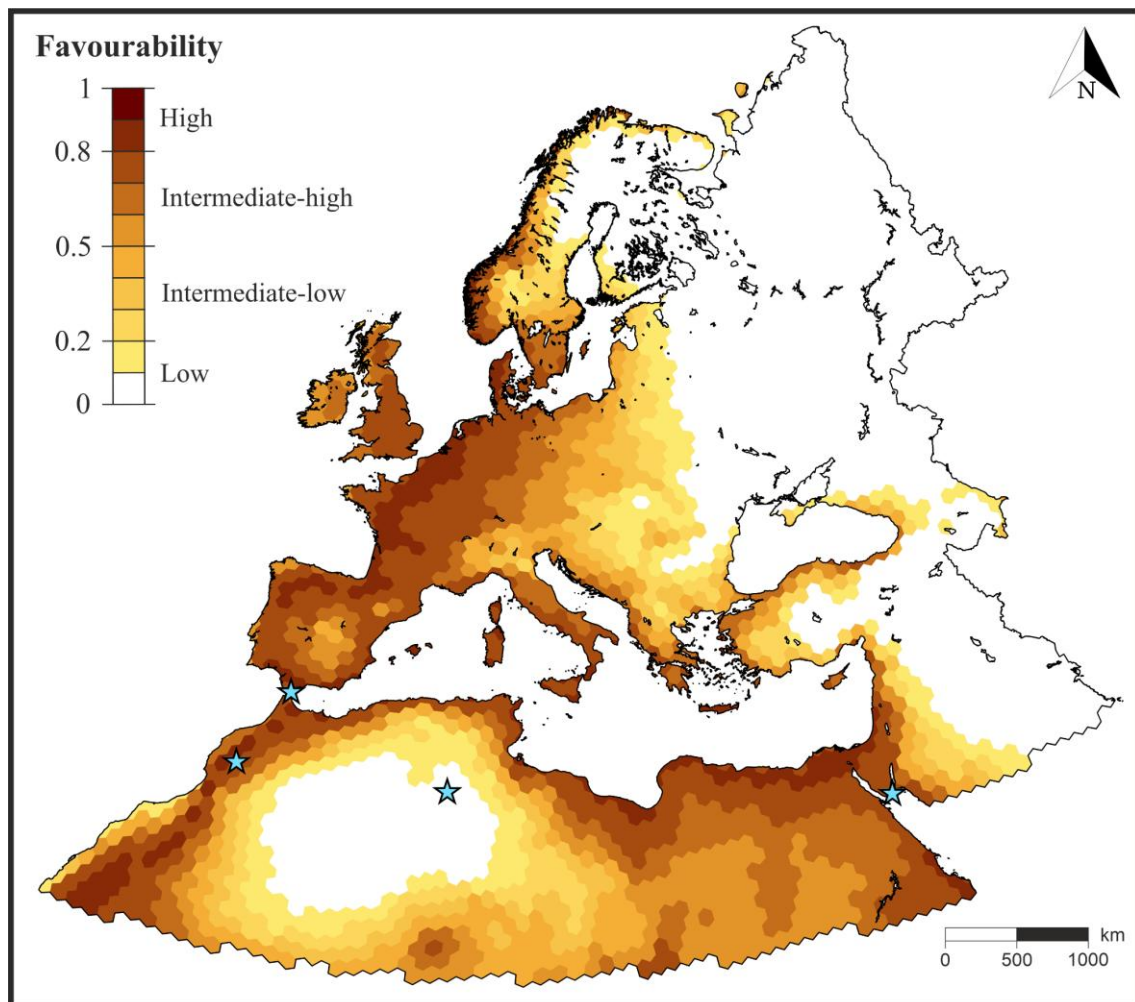 Favourability
1
High
0.8
Intermediate-high
0.5
Intermediate-low
0.2
Low
0
N
km
0 500 1000